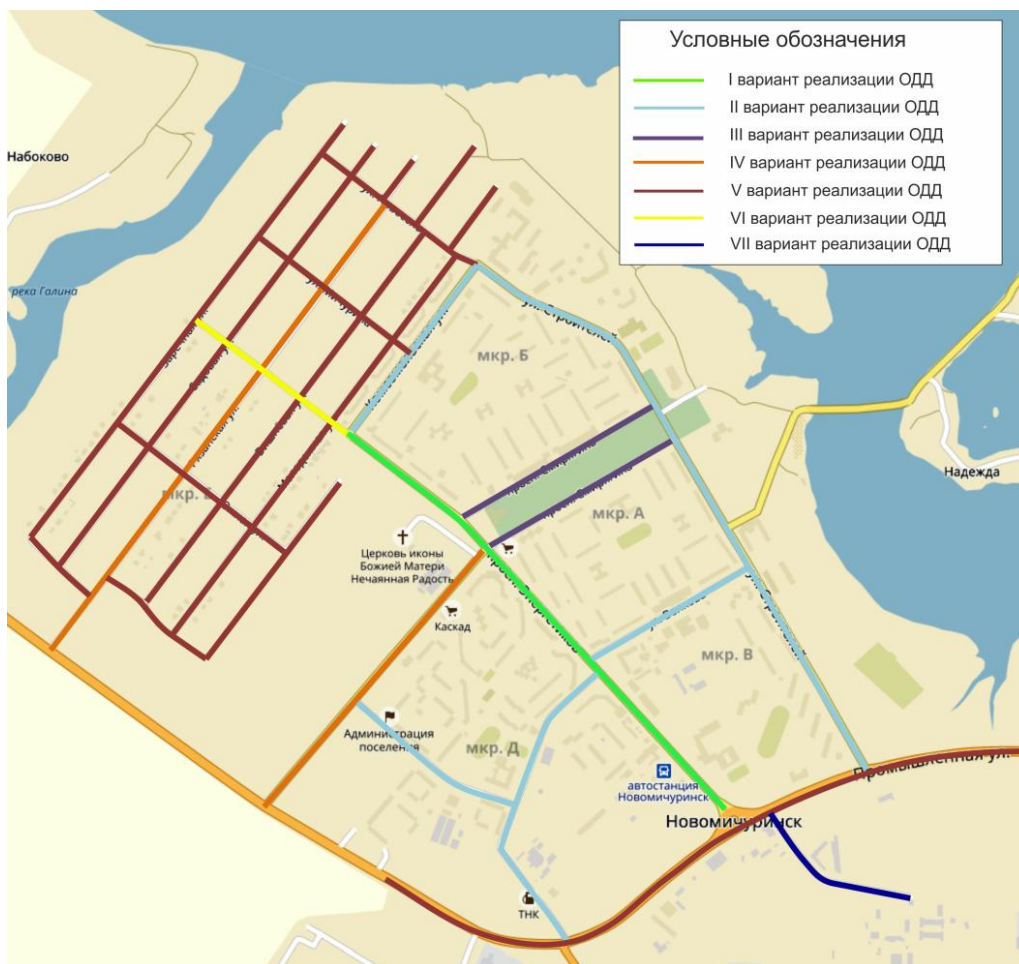 Условные обозначения
I вариант реализации ОДД
II вариант реализации ОДД
III вариант реализации ОДД
IV вариант реализации ОДД
V вариант реализации ОДД
VI вариант реализации ОДД
VII вариант реализации ОДД
Набоково
река Галина
мкр. Б
ул. Строителей
Надежда
мкр. А
мкр.
Церковь иконы
Божией Матери
Нечаянная Радость
Каскад
мкр. В
Администрация
поселения
мкр. Д
автостанция
Новомичуринск
Промышленная ул.
Новомичуринск
ТНК